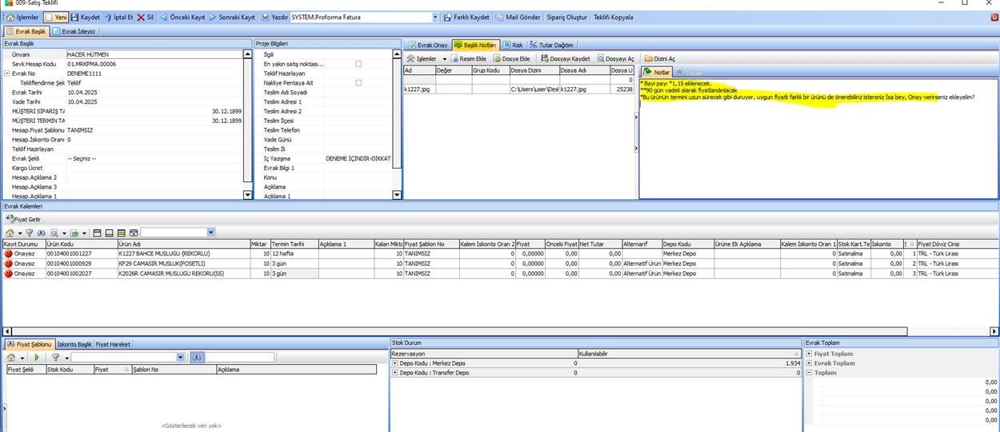 009-Satış Teklifi
İşlemler Yeni Kaydet İptal Et Sil Önceki Kayıt Sonraki Kayıt Yazdır SYSTEM.Proforma Fatura Farklı Kaydet Mail Gönder Sipariş Oluştur Teklifi Kopyala
Evrak Başlık Evrak İzleyici
Evrak Başlık
Ünvanı HACER HÜTMEN
Sevk Hesap Kodu 01.MRKPMA.00006
Evrak No DENEME1111
Tekliflendirme Şek Teklif
Evrak Tarihi 10.04.2025
Vade Tarihi 10.04.2025
MÜŞTERİ SİPARİŞ TA 30.12.1899
MÜŞTERİ TERMİN TA 30.12.1899
Hesap.Fiyat Şablonu TANIMSIZ
Hesap.İskonto Oranı 0
Teklif Hazırlayan
Evrak Şekli -- Seçiniz --
Kargo Ücret
Hesap.Açıklama 2
Hesap.Açıklama 3
Hesap.Açıklama 1
Proje Bilgileri
İlgili
En yakın satış noktası...
Teklif Hazırlayan
Nakliye Pentaya Ait
Teslim Adı Soyadı
Teslim Adresi 1
Teslim Adresi 2
Teslim İlçesi
Teslim Telefon
Vade Günü
Teslim İli
İç Yazışma DENEME İÇİNDİR-DİKKAT
Evrak Bilgi 1
Konu
Açıklama
Açıklama 1
Evrak Onay Başlık Notları Risk Tutar Dağıtım
İşlemler Resim Ekle Dosya Ekle Dosyayı Kaydet Dosyayı Aç Dizini Aç
Ad Değer Grup Kodu Dosya Dizini Dosya Adı Dosya U
0
k1227.jpg C:\Users\user\Desl k1227.jpg 25238
Notlar Resim
* Bayi payı *1,15 eklenecek.
**90 gün vadeli olarak fiyatlandırılacak
*Bu ürünün termini uzun sürecek gibi duruyor, uygun fiyatlı farklı bir ürünü de önerebiliriz istersniz İsa bey, Onay verirseniz ekleyelim?
Evrak Kalemleri
Fiyat Getir
Kayıt Durumu Ürün Kodu Ürün Adı Miktar Termin Tarihi Açıklama 1 Kalan Mikta Fiyat Şablon No Kalem İskonto Oran 2 Fiyat Önceki Fiyat Net Tutar Alternarif Depo Kodu Ürüne Ek Açıklama Kalem İskonto Oran 1 Stok Kart.Te İskonto S Fiyat Döviz Cinsi
Onaysız 00104001001227 K1227 BAHCE MUSLUGU (REKORLU) 10 12 hafta 10 TANIMSIZ 0 0,00000 0,00 0,00 Merkez Depo 0 Satınalma 0,00 1 TRL - Türk Lirası
Onaysız 00104001000929 KP29 CAMASIR MUSLUK(POSETLI) 10 3 gün 10 TANIMSIZ 0 0,00000 0,00 0,00 Alternatif Ürün Merkez Depo 0 Satınalma 0,00 2 TRL - Türk Lirası
Onaysız 00104001002027 K2026R CAMASIR MUSLUGU REKORU(SS) 10 3 gün 10 TANIMSIZ 0 0,00000 0,00 0,00 Alternatif Ürün Merkez Depo 0 Satınalma 0,00 3 TRL - Türk Lirası
Fiyat Şablonu İskonto Başlık Fiyat Hareket
Fiyat Şekli Stok Kodu Fiyat Şablon No Açıklama
<Gösterilecek veri yok>
Stok Durum
Rezervasyon Kullanılabilir
Depo Kodu : Merkez Depo 0 1.934
Depo Kodu : Transfer Depo 0 0
Evrak Toplam
Fiyat Toplam
Evrak Toplam
Toplam
0,00
0,00
0,00
0,00
0,00